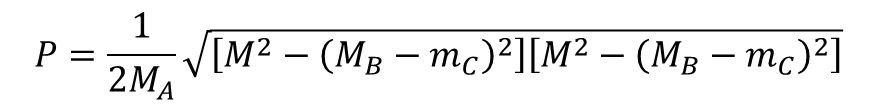 P = \frac{1}{2M_A} \sqrt{[M^2 − (M_B − m_C)^2][M^2 − (M_B − m_C)^2]}